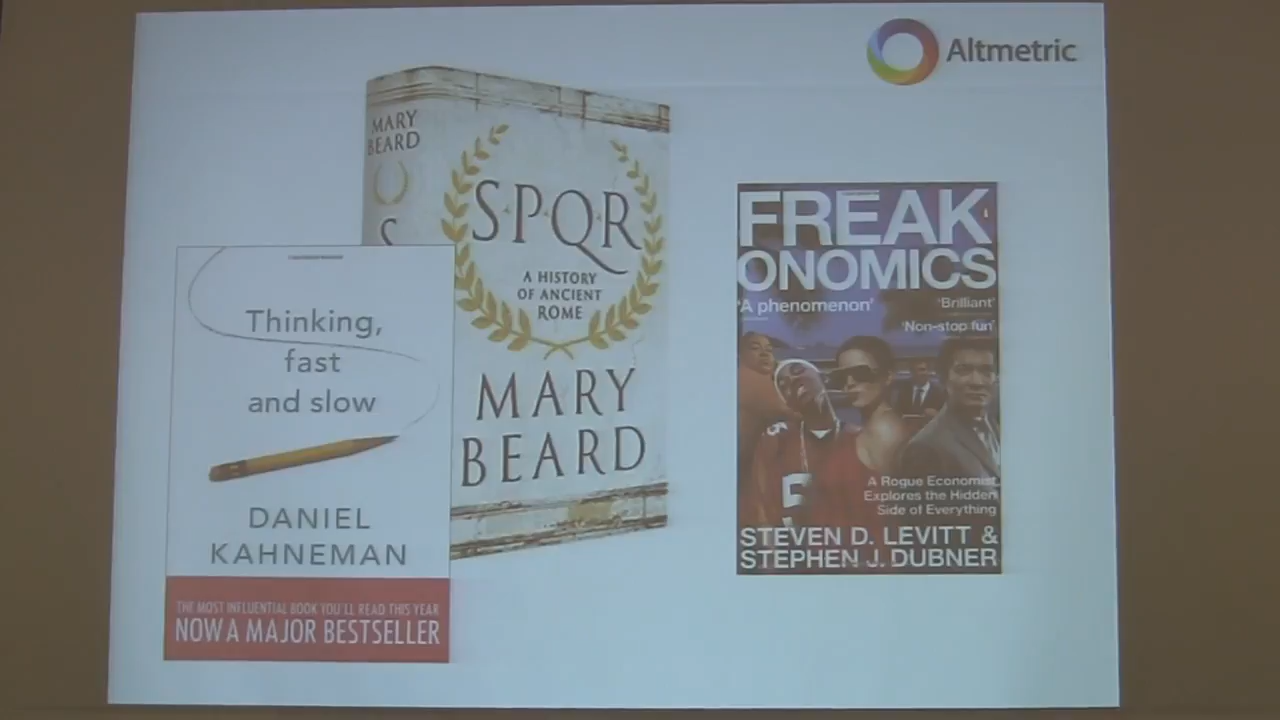 Altmetric
MARY
BEARD
S
SPQR
A HISTORY
OF ANCIENT
ROME
MARY
BEARD
Thinking,
fast
and slow
DANIEL
KAHNEMAN
THE MOST INFLUENTIAL BOOK YOU'LL READ THIS YEAR
NOW A MAJOR BESTSELLER
FREAK
ONOMICS
'A phenomenon'
'Brilliant'
'Non-stop fun'
5
A Rogue Economist
Explores the Hidden
Side of Everything
STEVEN D. LEVITT &
STEPHEN J. DUBNER